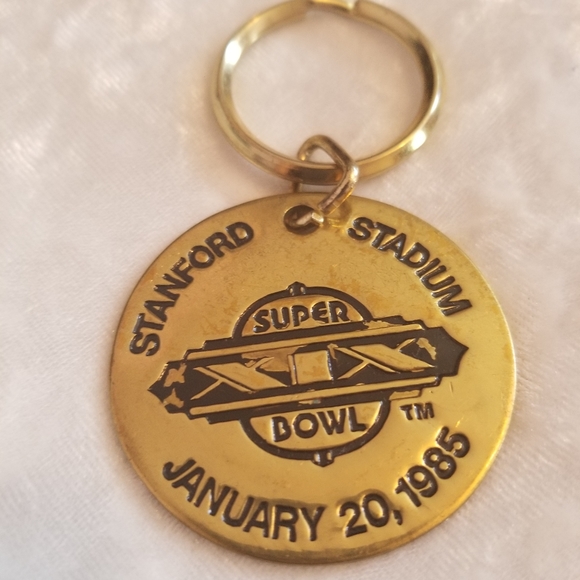 STANFORD STADIUM
SUPER
XIX
BOWL TM
JANUARY 20, 1985